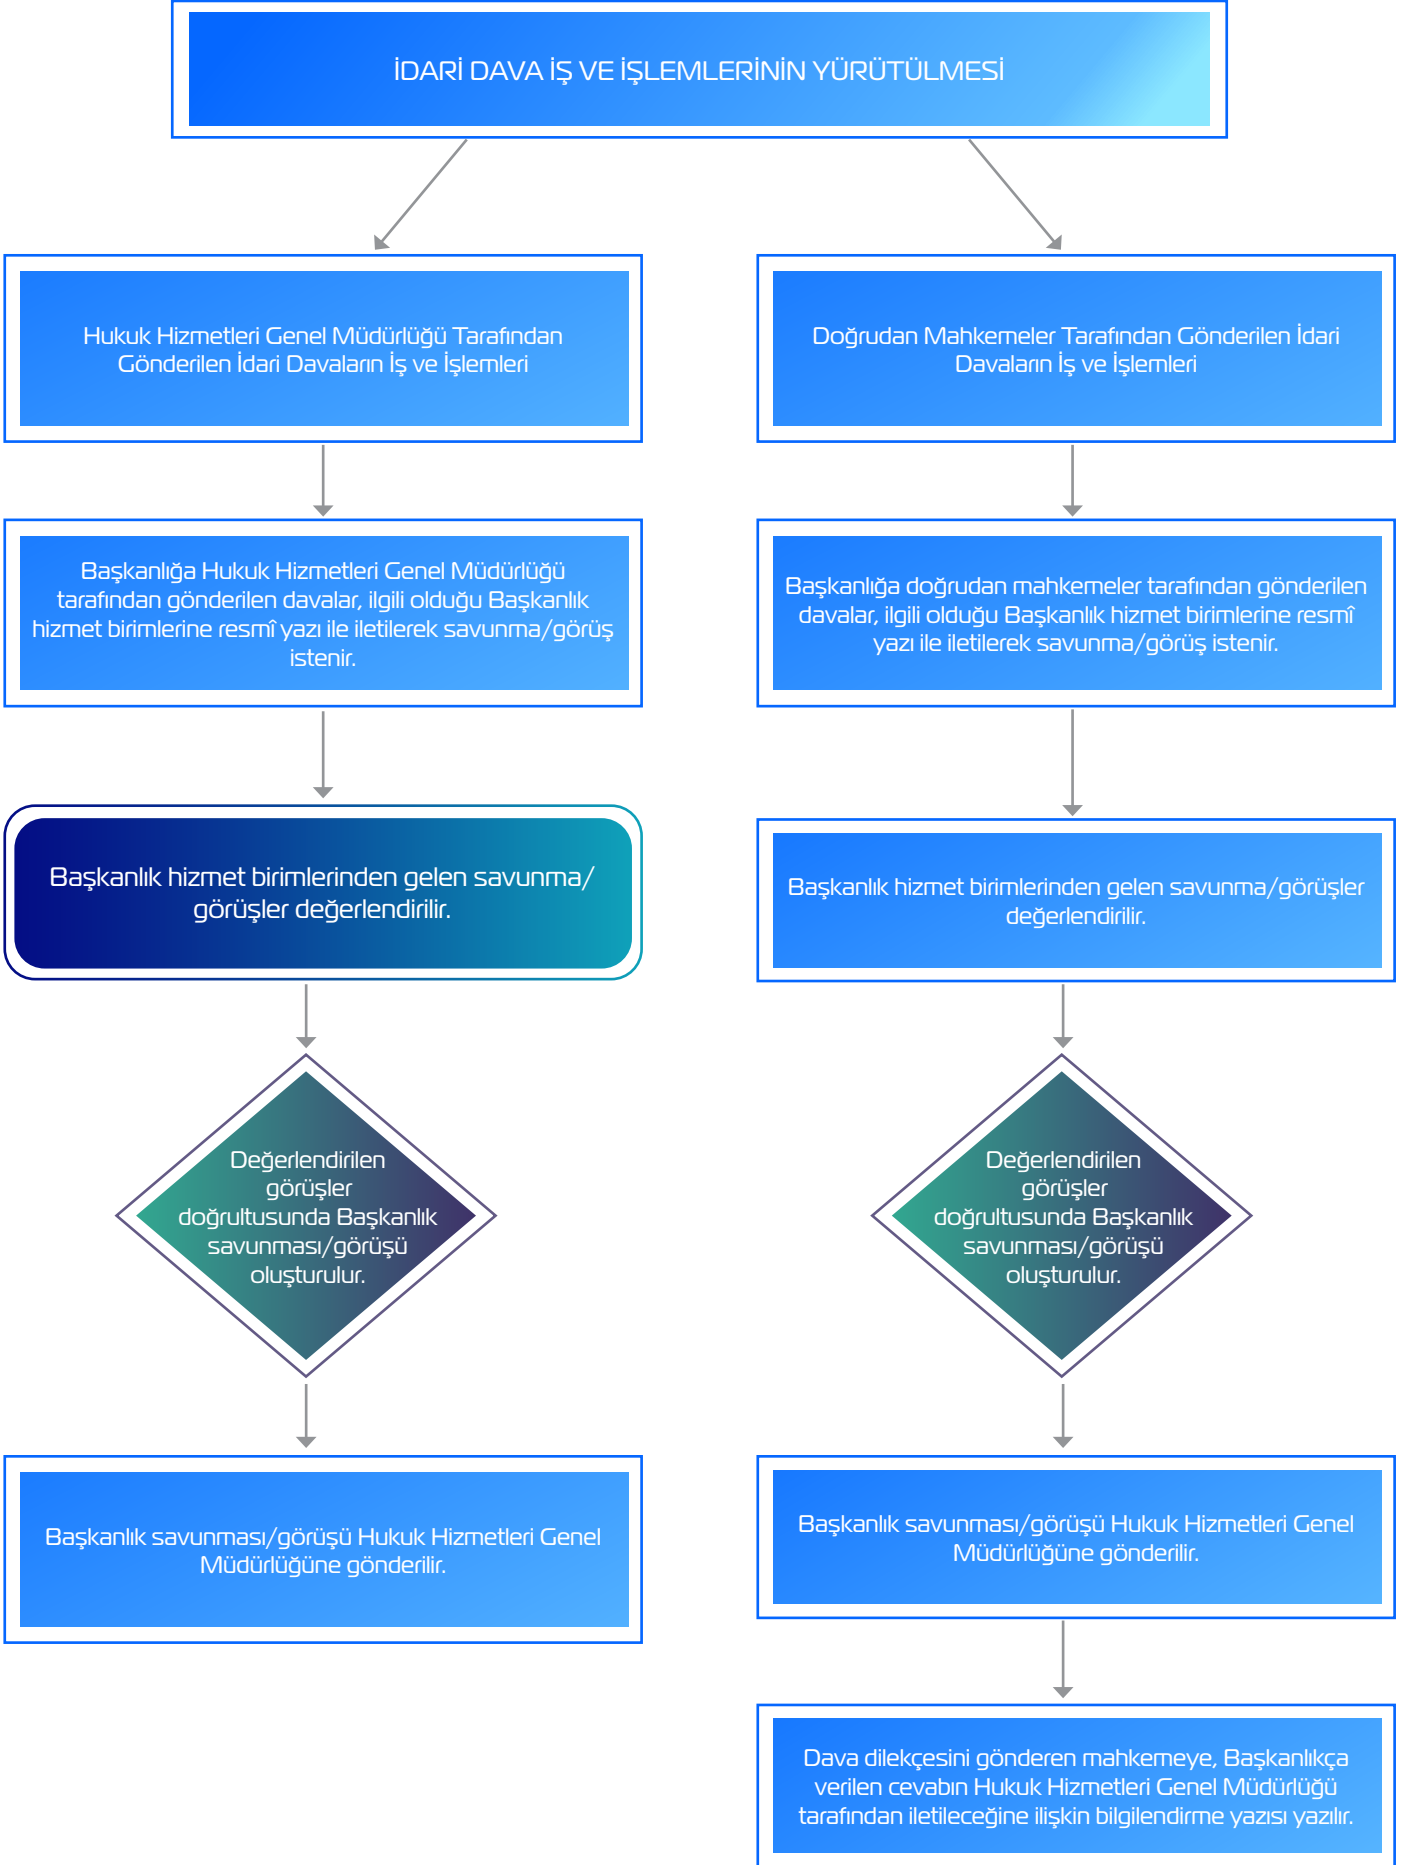 İDARİ DAVA İŞ VE İŞLEMLERİNİN YÜRÜTÜLMESİ
Hukuk Hizmetleri Genel Müdürlüğü Tarafından
Gönderilen İdari Davaların İş ve İşlemleri
Başkanlığa Hukuk Hizmetleri Genel Müdürlüğü
tarafından gönderilen davalar, ilgili olduğu Başkanlık
hizmet birimlerine resmî yazı ile iletilerek savunma/görüş
istenir.
Başkanlık hizmet birimlerinden gelen savunma/
görüşler değerlendirilir.
Değerlendirilen
görüşler
doğrultusunda Başkanlık
savunması/görüşü
oluşturulur.
Başkanlık savunması/görüşü Hukuk Hizmetleri Genel
Müdürlüğüne gönderilir.
Doğrudan Mahkemeler Tarafından Gönderilen İdari
Davaların İş ve İşlemleri
Başkanlığa doğrudan mahkemeler tarafından gönderilen
davalar, ilgili olduğu Başkanlık hizmet birimlerine resmî
yazı ile iletilerek savunma/görüş istenir.
Başkanlık hizmet birimlerinden gelen savunma/görüşler
değerlendirilir.
Değerlendirilen
görüşler
doğrultusunda Başkanlık
savunması/görüşü
oluşturulur.
Başkanlık savunması/görüşü Hukuk Hizmetleri Genel
Müdürlüğüne gönderilir.
Dava dilekçesini gönderen mahkemeye, Başkanlıkça
verilen cevabın Hukuk Hizmetleri Genel Müdürlüğü
tarafından iletileceğine ilişkin bilgilendirme yazısı yazılır.